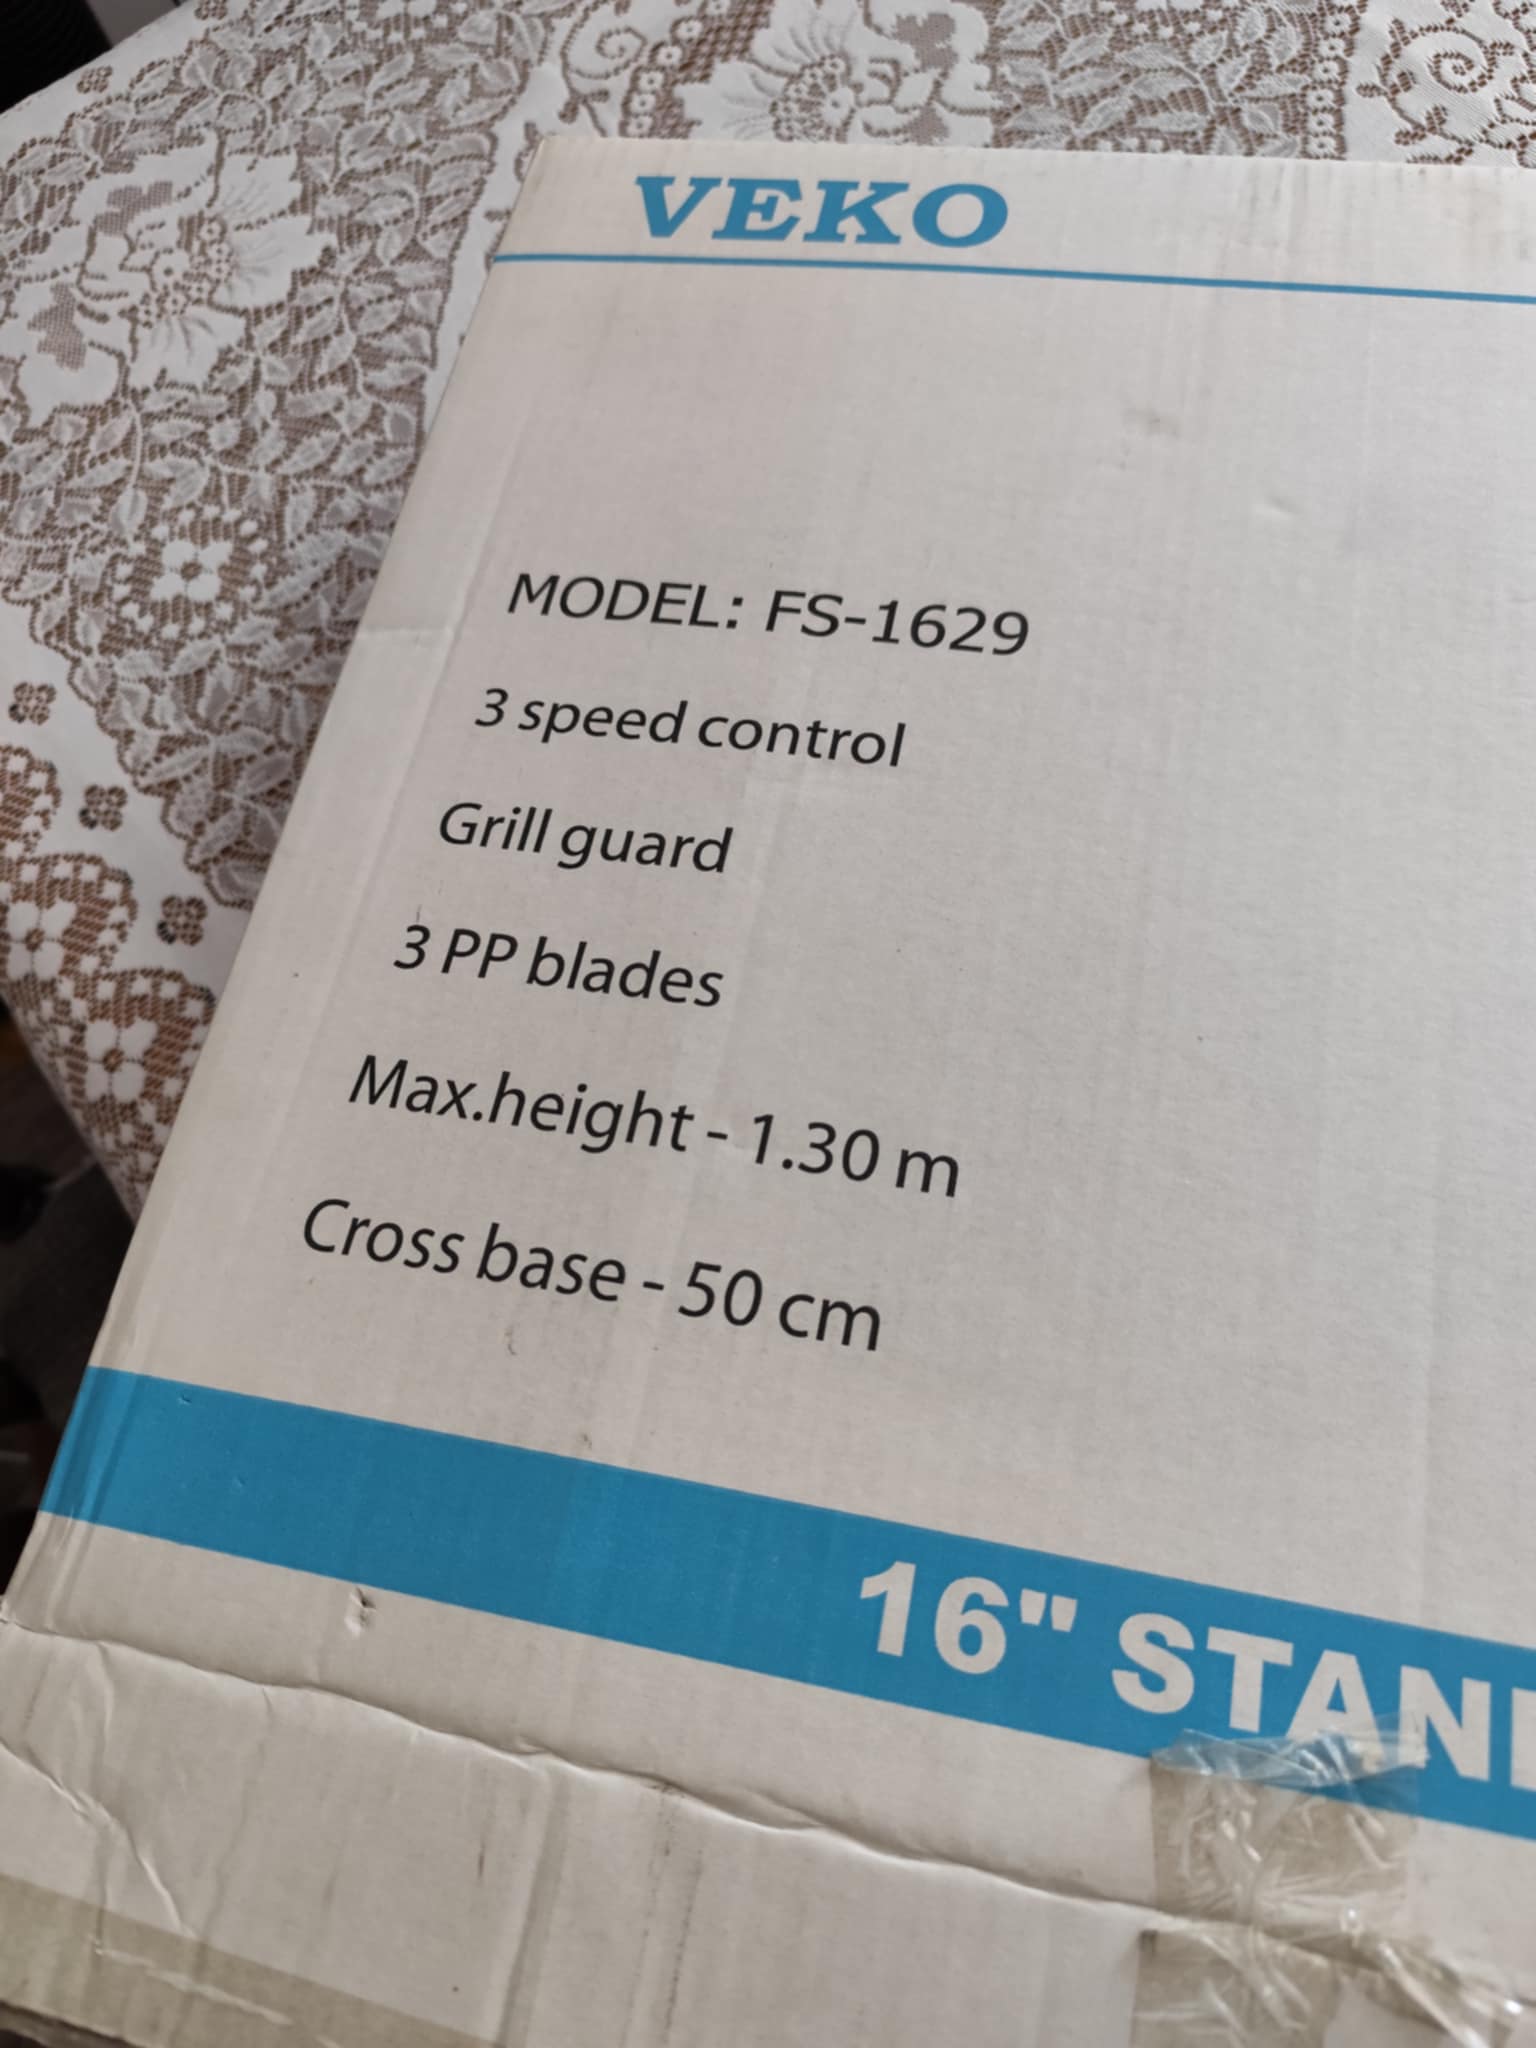 VEKO
MODEL: FS-1629
3 speed control
Grill guard
3 PP blades
Max.height - 1.30 m
Cross base - 50 cm
16" STAN